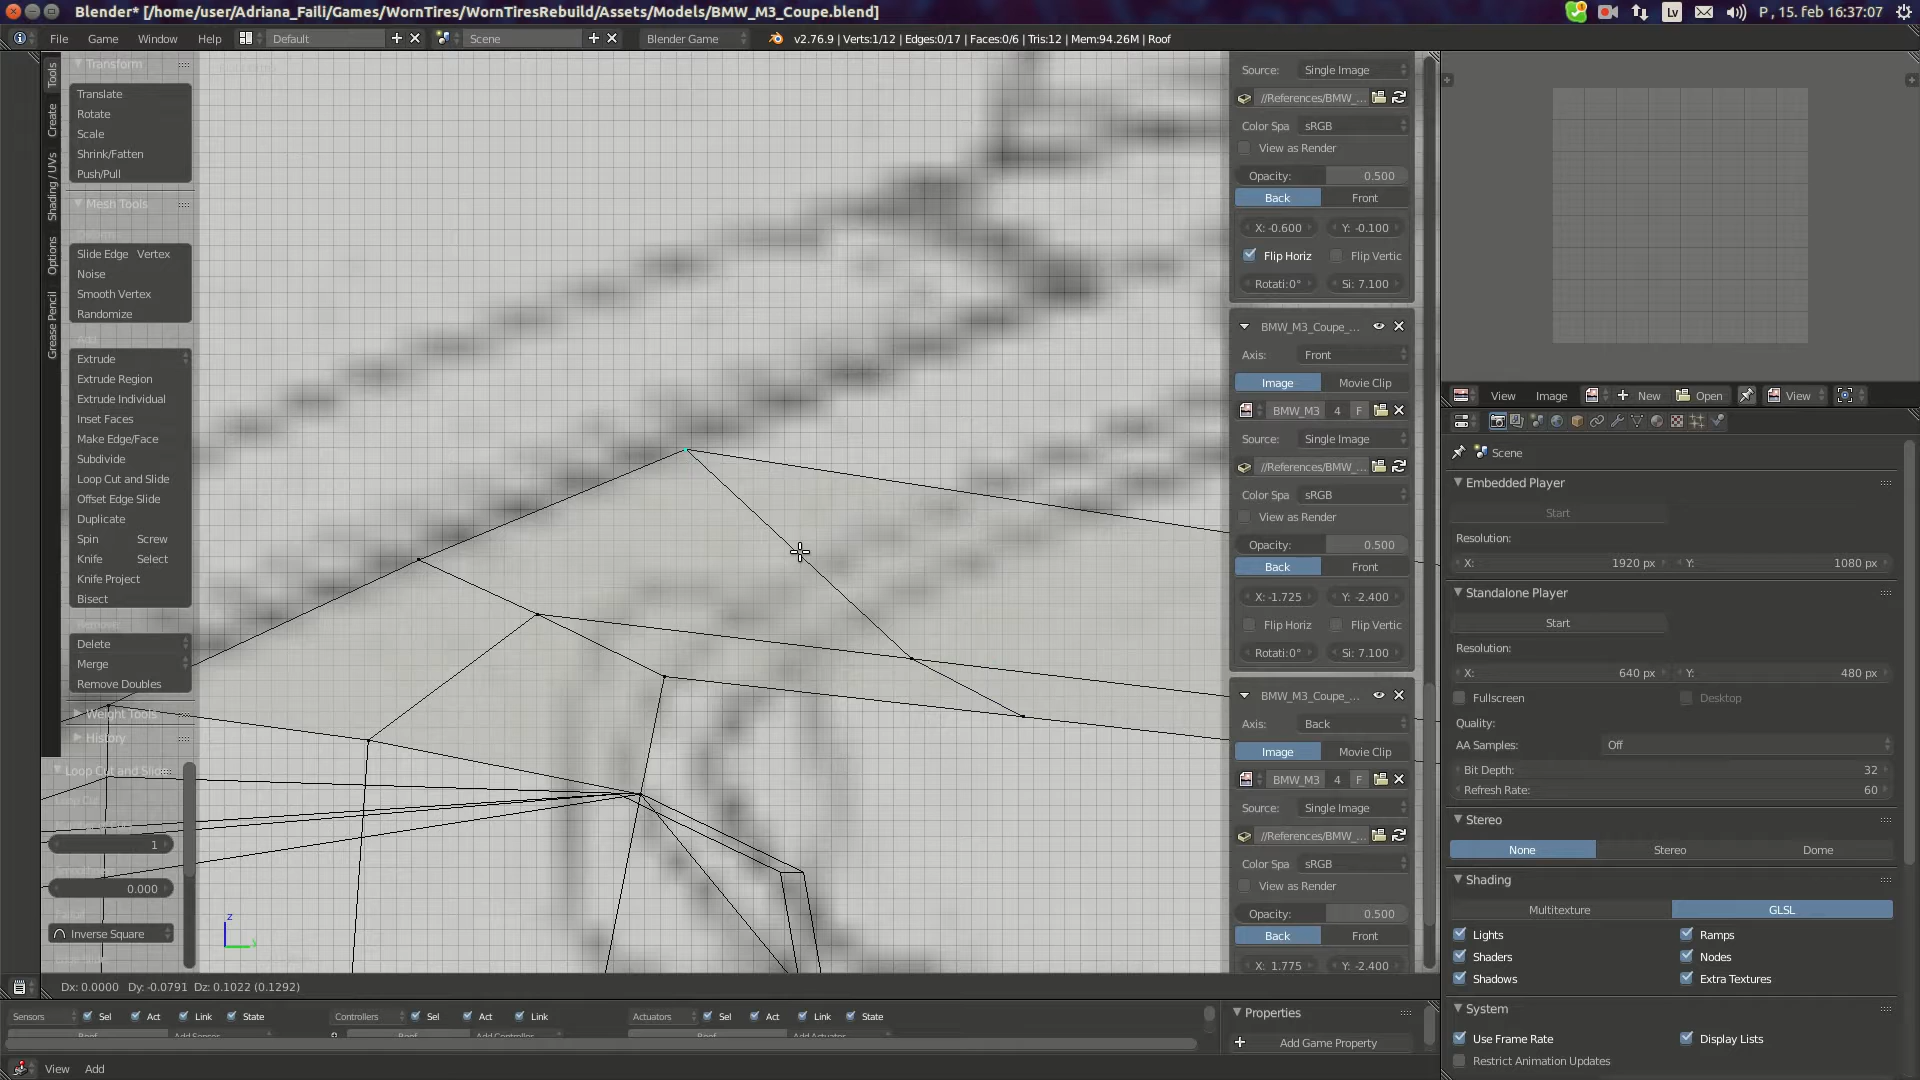 Blender* [/home/user/Adriana_Faili/Games/WornTires/WornTiresRebuild/Assets/Models/BMW_M3_Coupe.blend]
Lv
P , 15. feb 16:37:07
File Game Window Help
Default
Scene
Blender Game
v2.76.9 | Verts:1/12 | Edges:0/17 | Faces:0/6 | Tris:12 | Mem:94.26M | Roof
Tools
Create
Shading / UVs
Options
Grease Pencil
Transform
Translate
Rotate
Scale
Shrink/Fatten
Push/Pull
Mesh Tools
Slide Edge Vertex
Noise
Smooth Vertex
Randomize
Add:
Extrude
Extrude Region
Extrude Individual
Inset Faces
Make Edge/Face
Subdivide
Loop Cut and Slide
Offset Edge Slide
Duplicate
Spin Screw
Knife Select
Knife Project
Bisect
Remove:
Delete
Merge
Remove Doubles
Weight Tools
History
Loop Cut and Slide
1
0.000
Inverse Square
z
y
Dx: 0.0000 Dy: -0.0791 Dz: 0.1022 (0.1292)
Source: Single Image
//References/BMW_...
Color Spa sRGB
View as Render
Opacity: 0.500
Back Front
X: -0.600 Y: -0.100
Flip Horiz Flip Vertic
Rotati:0° Si: 7.100
BMW_M3_Coupe_...
Axis: Front
Image Movie Clip
BMW_M3 4 F
Source: Single Image
//References/BMW_...
Color Spa sRGB
View as Render
Opacity: 0.500
Back Front
X: -1.725 Y: -2.400
Flip Horiz Flip Vertic
Rotati:0° Si: 7.100
BMW_M3_Coupe_...
Axis: Back
Image Movie Clip
BMW_M3 4 F
Source: Single Image
//References/BMW_...
Color Spa sRGB
View as Render
Opacity: 0.500
Back Front
X: 1.775 Y: -2.400
View Image New Open View
Scene
Embedded Player
Start
Resolution:
X: 1920 px Y: 1080 px
Standalone Player
Start
Resolution:
X: 640 px Y: 480 px
Fullscreen Desktop
Quality:
AA Samples: Off
Bit Depth: 32
Refresh Rate: 60
Stereo
None Stereo Dome
Shading
Multitexture GLSL
Lights Ramps
Shaders Nodes
Shadows Extra Textures
System
Use Frame Rate Display Lists
Restrict Animation Updates
Sensors Sel Act Link State
Controllers Sel Act Link
Actuators Sel Act Link State
Roof Add Sensor
Roof Add Controller
Roof Add Actuator
Properties
Add Game Property
View Add